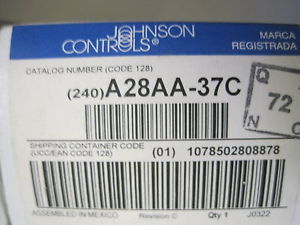 JOHNSON
CONTROLS®
MARCA
REGISTRADA
CATALOG NUMBER (CODE 128)
(240)A28AA-37C
Q
72
N
C
SHIPPING CONTAINER CODE
(UCC/EAN CODE 128)
(01) 1078502808878
ASSEMBLED IN MEXICO
Revision C
Qty 1
J0322